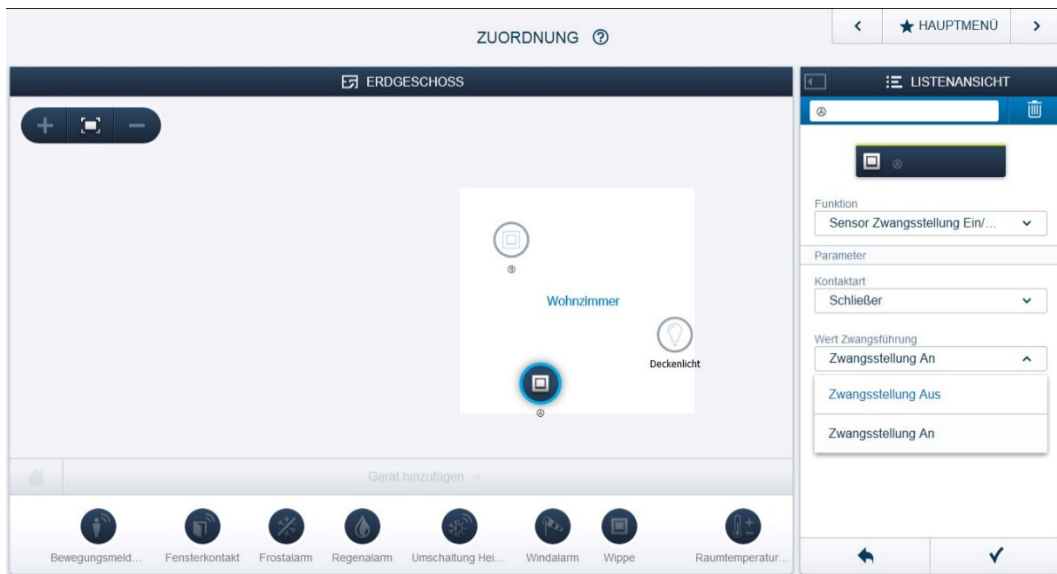 ZUORDNUNG ?
HAUPTMENÜ
ERDGESCHOSS
LISTENANSICHT
Ⓐ
Ⓐ
Funktion
Sensor Zwangsstellung Ein/...
Parameter
Kontaktart
Schließer
Wert Zwangsführung
Zwangsstellung An
Zwangsstellung Aus
Zwangsstellung An
Wohnzimmer
Deckenlicht
Ⓐ
Gerät hinzufügen
Bewegungsmeld...
Fensterkontakt
Frostalarm
Regenalarm
Umschaltung Hei...
Windalarm
Wippe
Raumtemperatur...